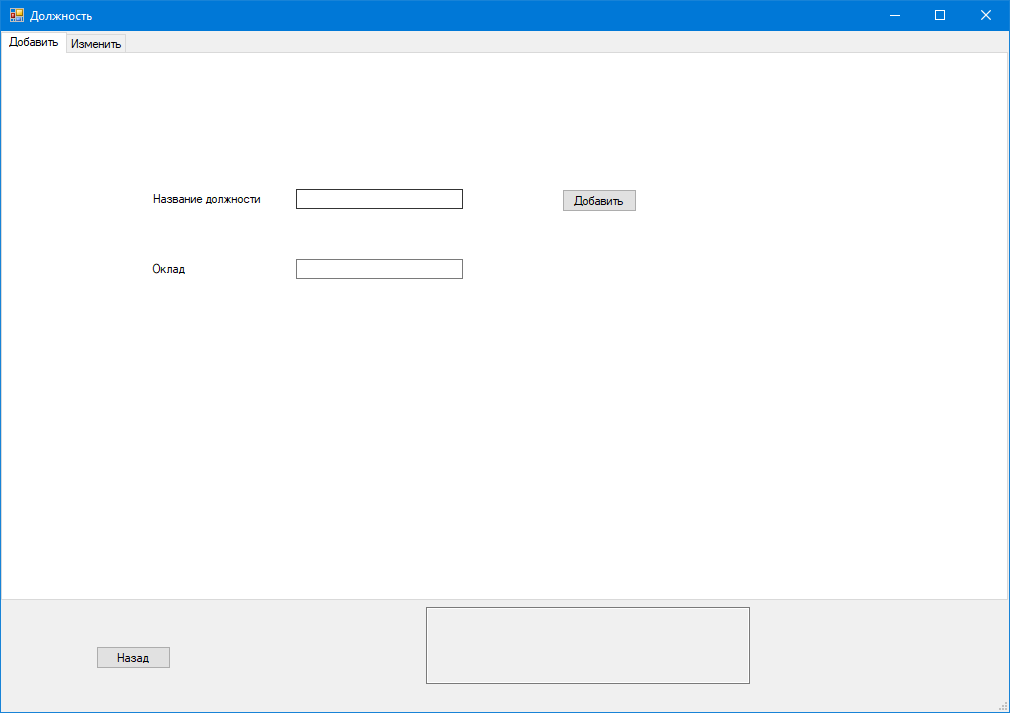 Должность
Добавить Изменить
Название должности Добавить
Оклад
Назад